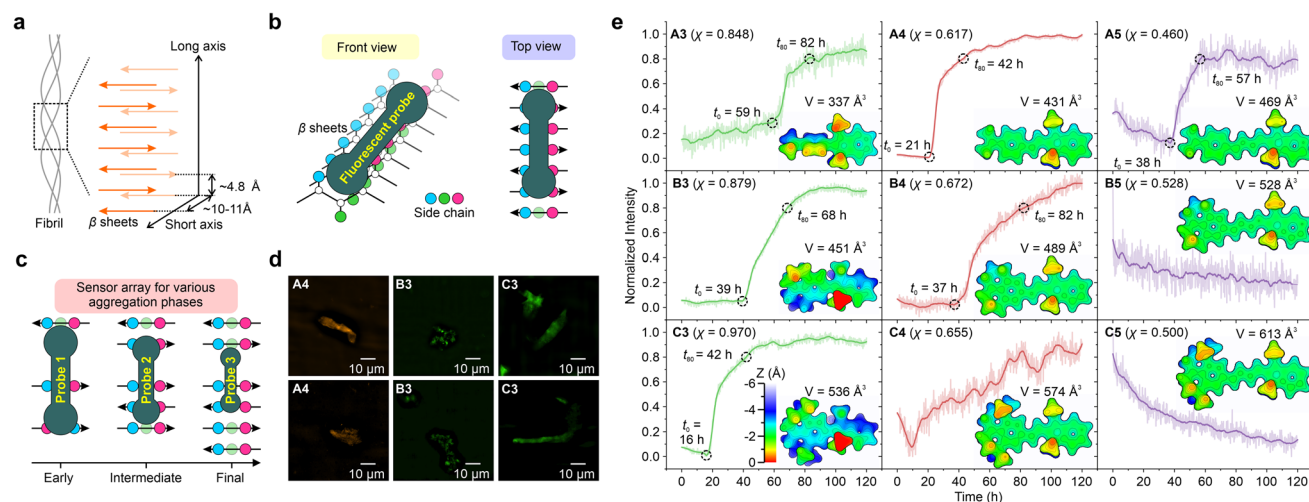 a
Long axis
Fibril
β sheets
Short axis
~4.8 Å
~10-11Å
b
Front view
Top view
β sheets
Fluorescent probe
Side chain
c
Sensor array for various
aggregation phases
Probe 1
Probe 2
Probe 3
Early
Intermediate
Final
d
A4
B3
C3
10 μm
10 μm
10 μm
A4
B3
C3
10 μm
10 μm
10 μm
e
Normalized Intensity
A3 (χ = 0.848)
t80 = 82 h
t0 = 59 h
V = 337 Å³
1.0
0.8
0.6
0.4
0.2
0.0
A4 (χ = 0.617)
t80 = 42 h
t0 = 21 h
V = 431 Å³
A5 (χ = 0.460)
t80 = 57 h
t0 = 38 h
V = 469 Å³
B3 (χ = 0.879)
t80 = 68 h
t0 = 39 h
V = 451 Å³
1.0
0.8
0.6
0.4
0.2
0.0
B4 (χ = 0.672)
t80 = 82 h
t0 = 37 h
V = 489 Å³
B5 (χ = 0.528)
V = 528 Å³
C3 (χ = 0.970)
t80 = 42 h
t0 =
16 h
V = 536 Å³
Z (Å)
-6
-4
-2
0
1.0
0.8
0.6
0.4
0.2
0.0
C4 (χ = 0.655)
V = 574 Å³
C5 (χ = 0.500)
V = 613 Å³
0 20 40 60 80 100 120
0 20 40 60 80 100 120
0 20 40 60 80 100 120
Time (h)